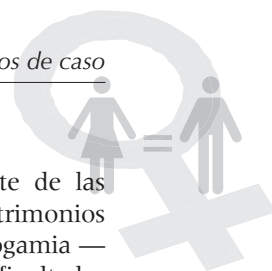 os de caso
te de las
trimonios
ogamia —